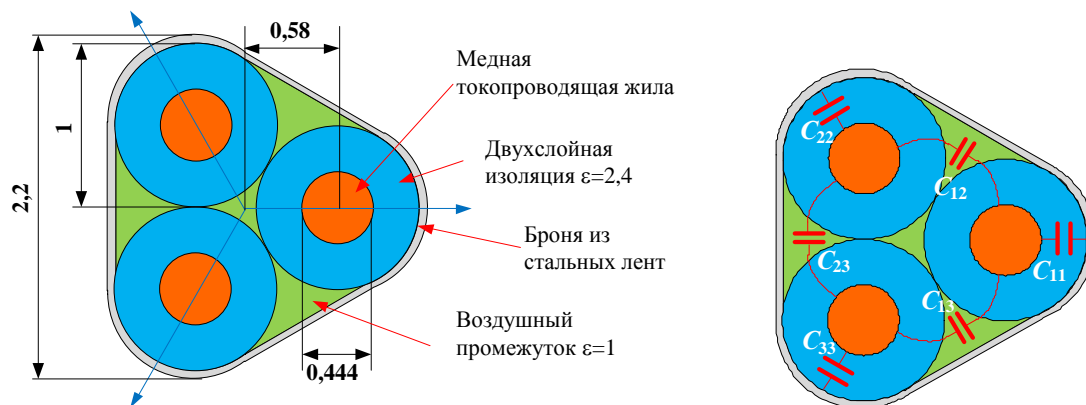 0,58
2,2
1
Медная
токопроводящая жила
Двухслойная
изоляция ε=2,4
Броня из
стальных лент
Воздушный
промежуток ε=1
0,444
C22
C12
C11
C23
C13
C33